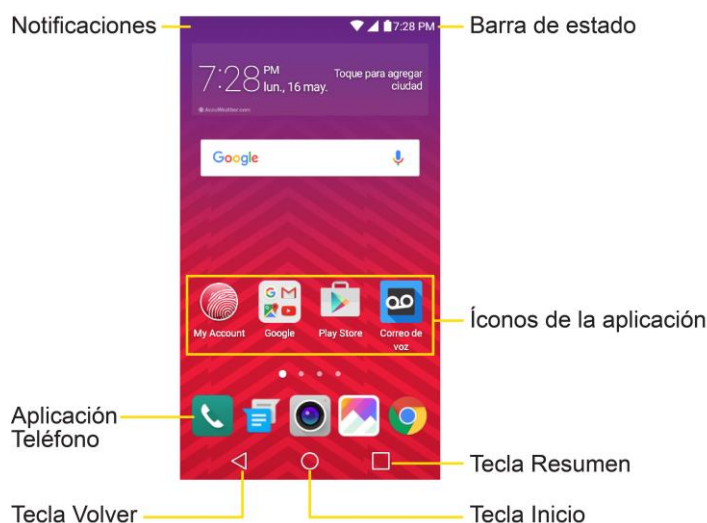 Notificaciones
7:28 PM
Barra de estado
7:28 PM
lun., 16 may.
Toque para agregar
ciudad
AccuWeather.com
Google
My Account
Google
Play Store
Correo de
voz
Íconos de la aplicación
Aplicación
Teléfono
Tecla Resumen
Tecla Volver
Tecla Inicio